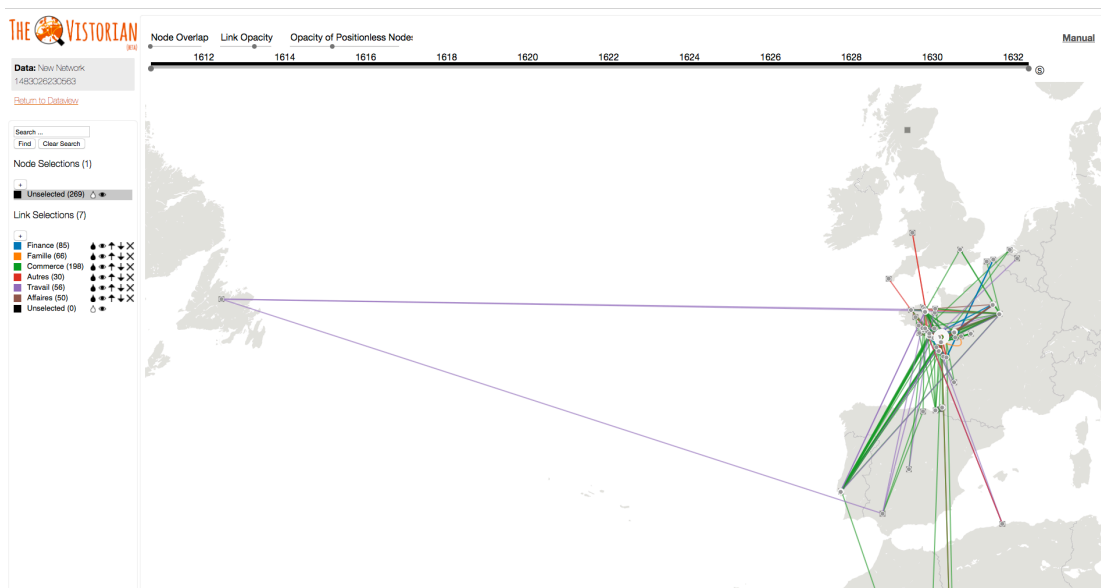 THE VISTORIAN
(BETA)
Node Overlap Link Opacity Opacity of Positionless Nodes
Manual
1612 1614 1616 1618 1620 1622 1624 1626 1628 1630 1632
Data: New Network
1483026230563
Return to Dataview
Search ...
Find Clear Search
Node Selections (1)
+
Unselected (269)
Link Selections (7)
+
Finance (85)
Famille (66)
Commerce (198)
Autres (30)
Travail (56)
Affaires (50)
Unselected (0)